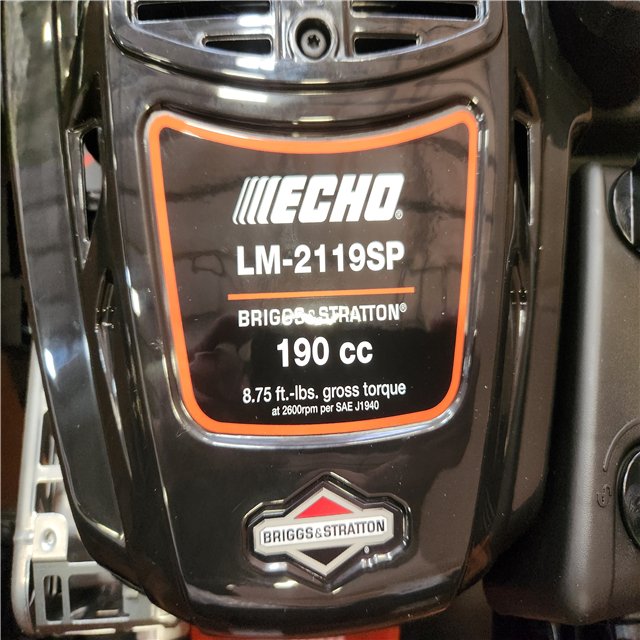 ECHO®
LM-2119SP
BRIGGS&STRATTON®
190 cc
8.75 ft.-lbs. gross torque
at 2600rpm per SAE J1940
BRIGGS&STRATTON